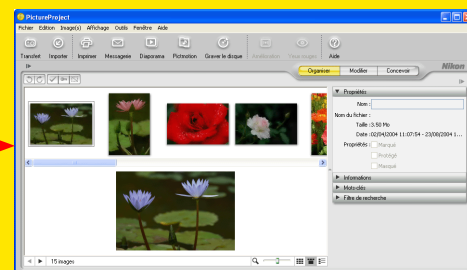 PictureProject
Fichier Edition Image(s) Affichage Outils Fenêtre Aide
Transfert Importer Imprimer Messagerie Diaporama Pictmotion Graver le disque Amélioration Yeux rouges Aide
Organiser Modifier Concevoir Nikon
Propriétés
Nom :
Nom du fichier :
Taille :3.50 Mo
Date :02/04/2004 11:07:54 - 23/08/2004 1...
Propriétés : Marqué
Protégé
Masqué
Informations
Mots-clés
Filtre de recherche
15 images